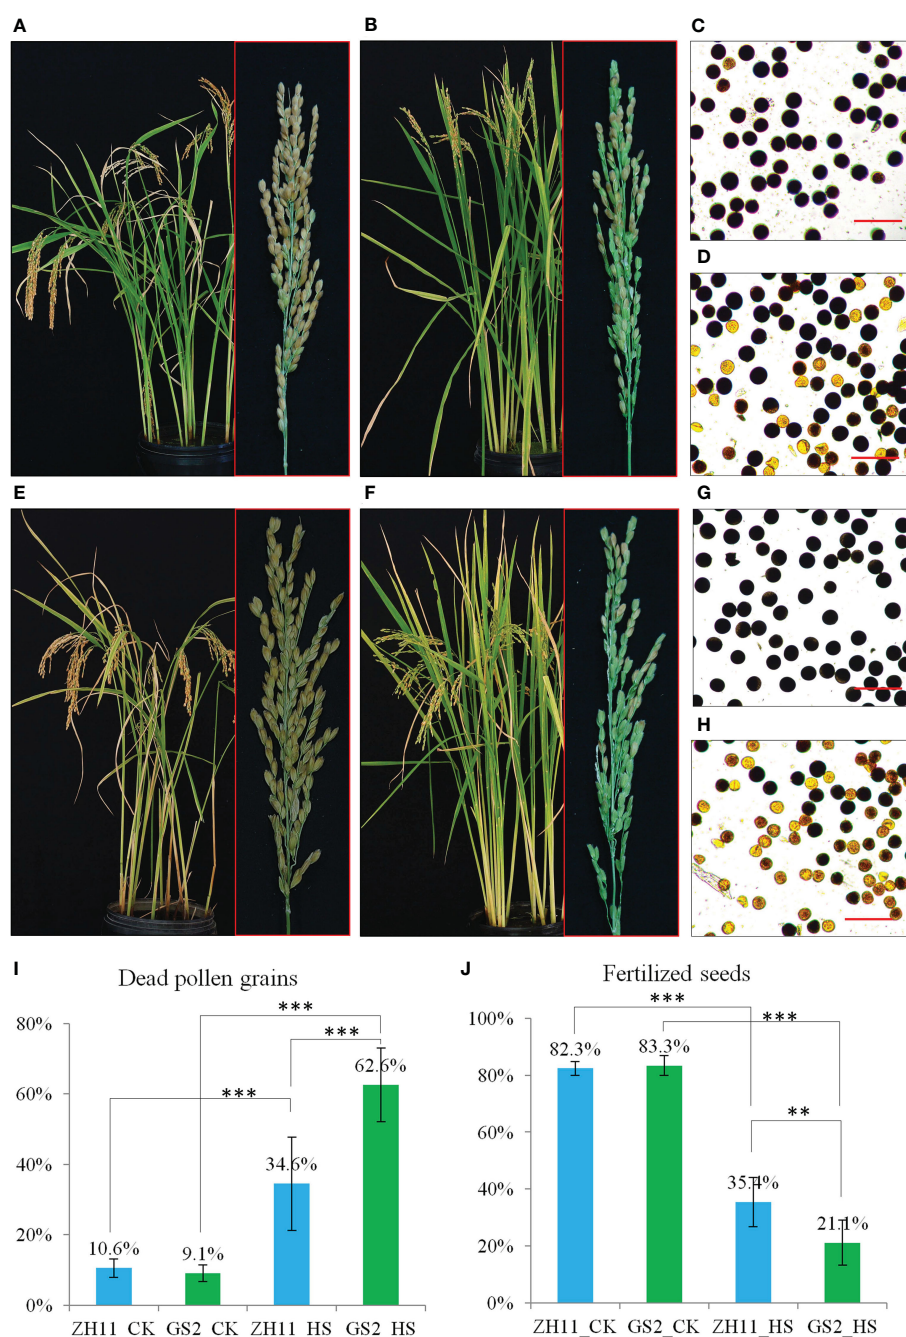 A B C
D
E F G
H
I J
Dead pollen grains
80%
60%
40%
20%
0%
***
***
***
10.6%
9.1%
34.6%
62.6%
ZH11_CK GS2_CK ZH11_HS GS2_HS
Fertilized seeds
100%
80%
60%
40%
20%
0%
***
***
**
82.3%
83.3%
35.4%
21.1%
ZH11_CK GS2_CK ZH11_HS GS2_HS